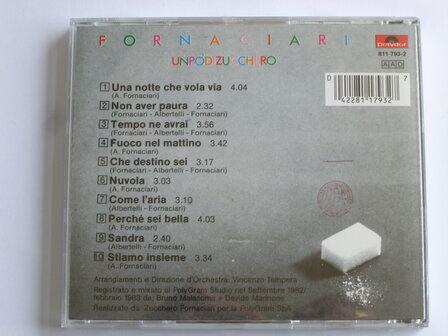 FORNACIARI
UN PO' DI ZUCCHERO
Polydor
811 793-2
AAD
0 42281 17932 7
1 Una notte che vola via 4.04
(A. Fornaciari)
2 Non aver paura 2.32
(Fornaciari - Albertelli - Fornaciari)
3 Tempo ne avrai 3.56
(Fornaciari - Albertelli - Fornaciari)
4 Fuoco nel mattino 3.42
(A. Fornaciari)
5 Che destino sei 3.17
(Fornaciari - Albertelli - Fornaciari)
6 Nuvola 3.03
(A. Fornaciari)
7 Come l'aria 3.10
(Albertelli - Fornaciari)
8 Perché sei bella 4.03
(A. Fornaciari)
9 Sandra 2.40
(Albertelli - Fornaciari)
10 Stiamo insieme 3.34
(A. Fornaciari)
Arrangiamenti e Direzione d'Orchestra: Vincenzo Tempera
Registrato e mixato al PolyGram Studio nel Settembre 1982/
febbraio 1983 da: Bruno Malasoma e Davide Marinone
Realizzato da: Zucchero Fornaciari per la PolyGram SpA